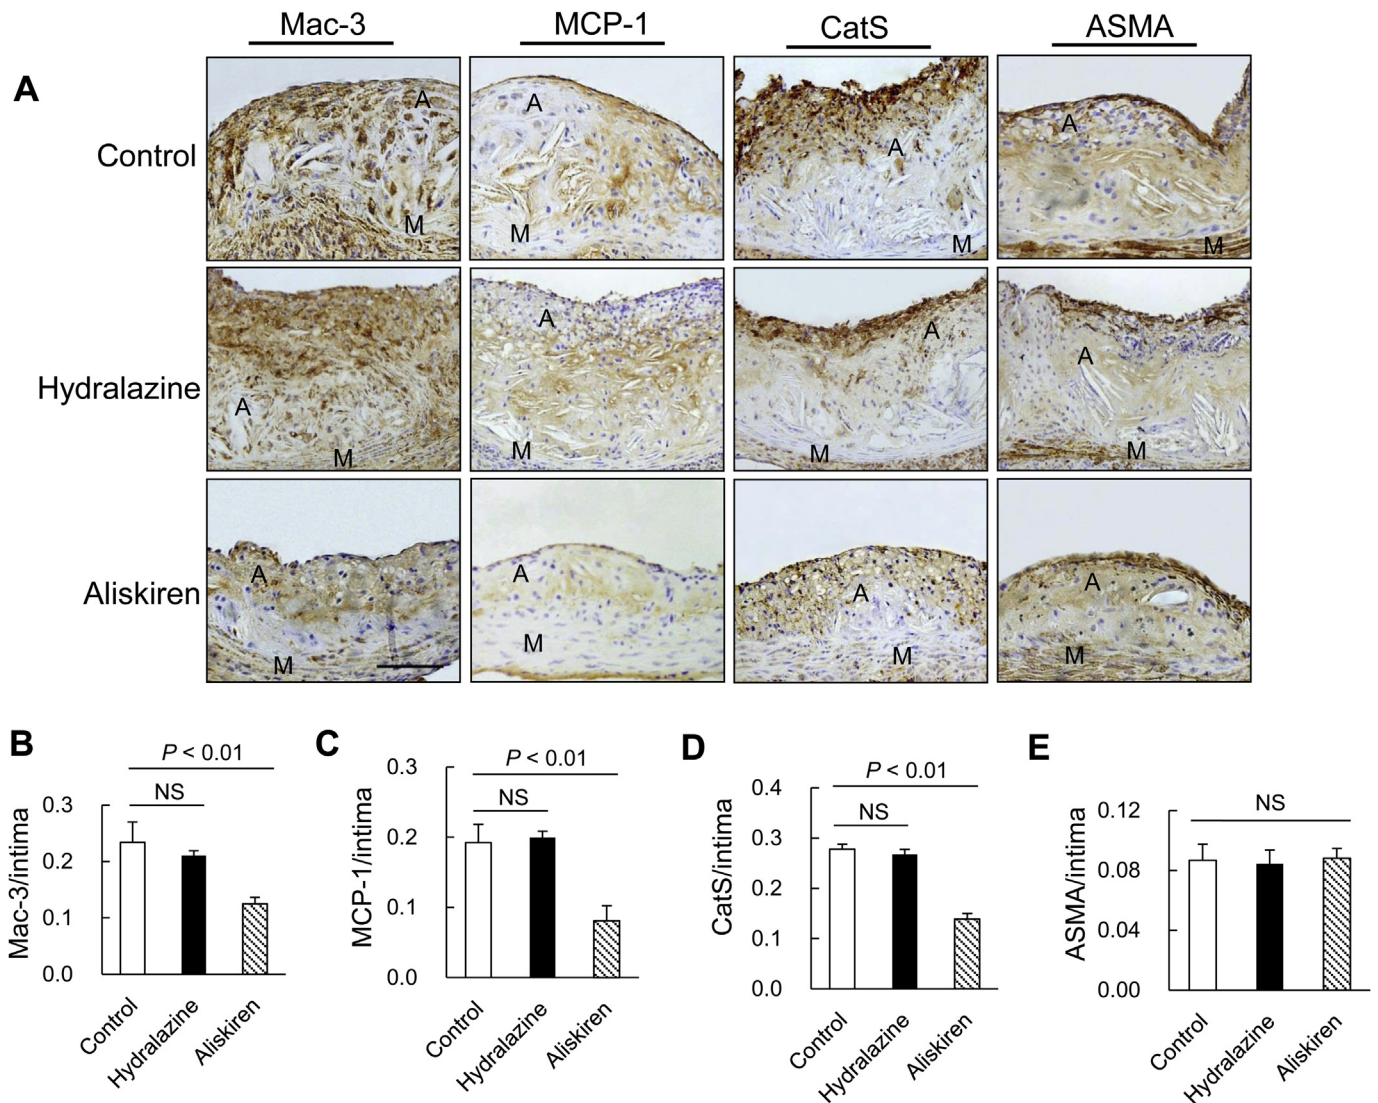 Mac-3 MCP-1 CatS ASMA
A
Control
A A A A
M M M M
Hydralazine
A A A A
M M M M
Aliskiren
A A A A
M M M M
B
P < 0.01
NS
Mac-3/intima
0.3
0.2
0.1
0.0
Control
Hydralazine
Aliskiren
C
P < 0.01
NS
MCP-1/intima
0.3
0.2
0.1
0.0
Control
Hydralazine
Aliskiren
D
P < 0.01
NS
CatS/intima
0.4
0.3
0.2
0.1
0.0
Control
Hydralazine
Aliskiren
E
NS
ASMA/intima
0.12
0.08
0.04
0.00
Control
Hydralazine
Aliskiren